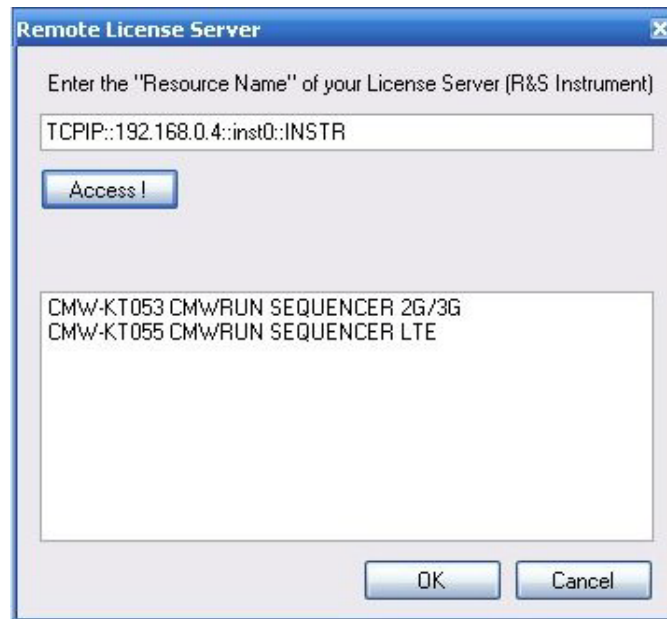 Remote License Server
Enter the "Resource Name" of your License Server (R&S Instrument)
TCPIP::192.168.0.4::inst0::INSTR
Access !
CMW-KT053 CMWRUN SEQUENCER 2G/3G
CMW-KT055 CMWRUN SEQUENCER LTE
OK
Cancel